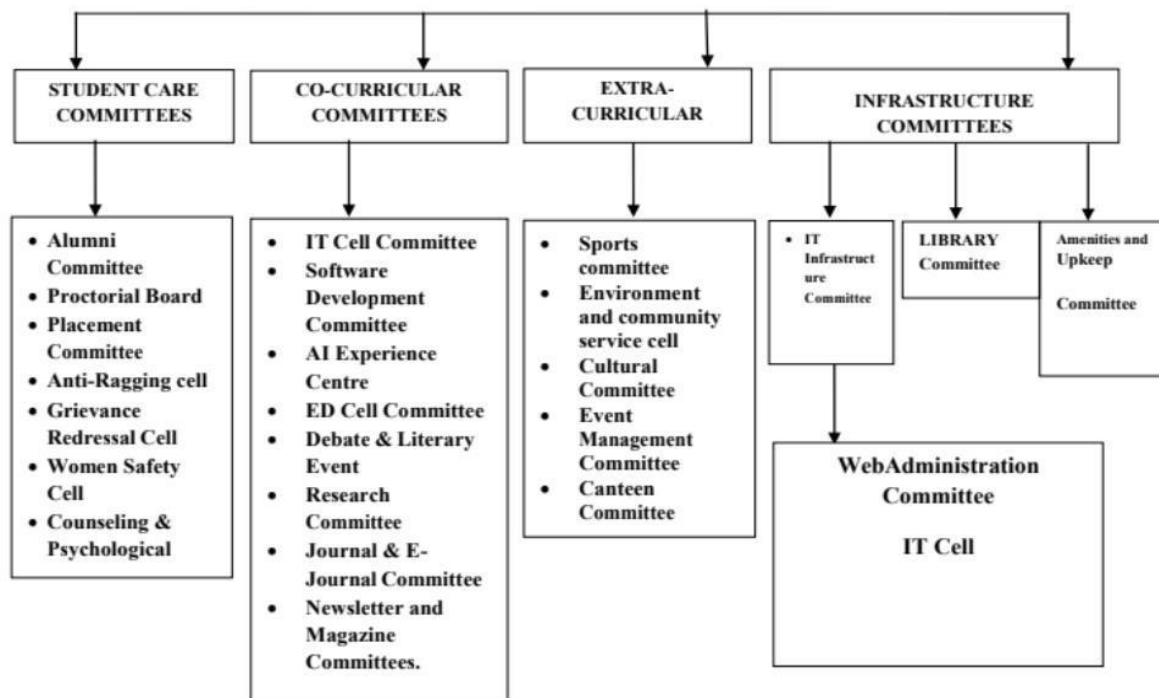 STUDENT CARE
COMMITTEES
CO-CURRICULAR
COMMITTEES
EXTRA-
CURRICULAR
INFRASTRUCTURE
COMMITTEES
• Alumni
Committee
• Proctorial Board
• Placement
Committee
• Anti-Ragging cell
• Grievance
Redressal Cell
• Women Safety
Cell
• Counseling &
Psychological
• IT Cell Committee
• Software
Development
Committee
• AI Experience
Centre
• ED Cell Committee
• Debate & Literary
Event
• Research
Committee
• Journal & E-
Journal Committee
• Newsletter and
Magazine
Committees.
• Sports
committee
• Environment
and community
service cell
• Cultural
Committee
• Event
Management
Committee
• Canteen
Committee
• IT
Infrastruct
ure
Committee
LIBRARY
Committee
Amenities and
Upkeep
Committee
WebAdministration
Committee
IT Cell